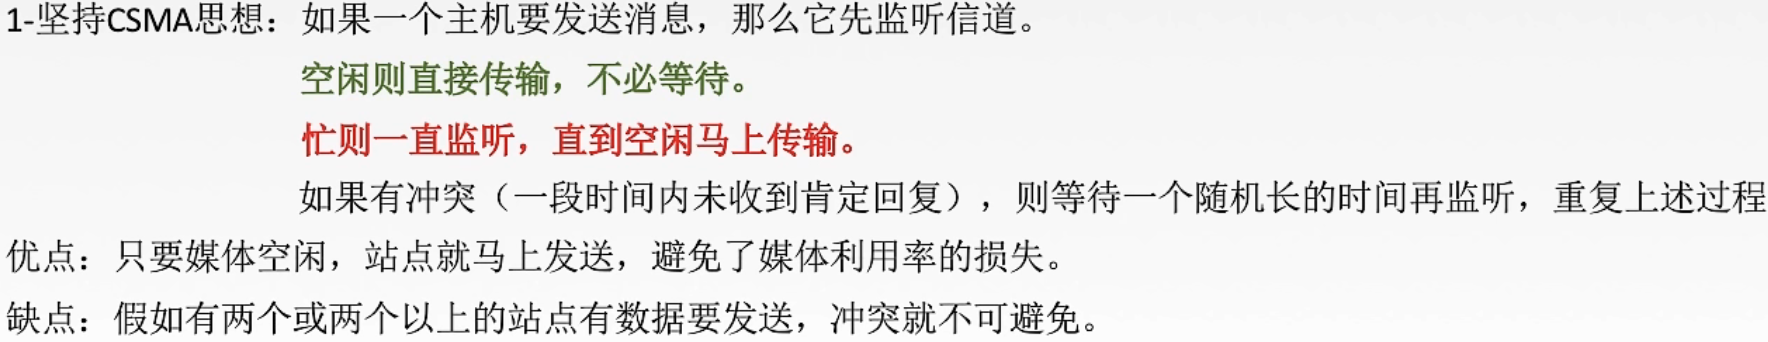 1-坚持CSMA思想：如果一个主机要发送消息，那么它先监听信道。
空闲则直接传输，不必等待。
忙则一直监听，直到空闲马上传输。
如果有冲突（一段时间内未收到肯定回复），则等待一个随机长的时间再监听，重复上述过程
优点：只要媒体空闲，站点就马上发送，避免了媒体利用率的损失。
缺点：假如有两个或两个以上的站点有数据要发送，冲突就不可避免。